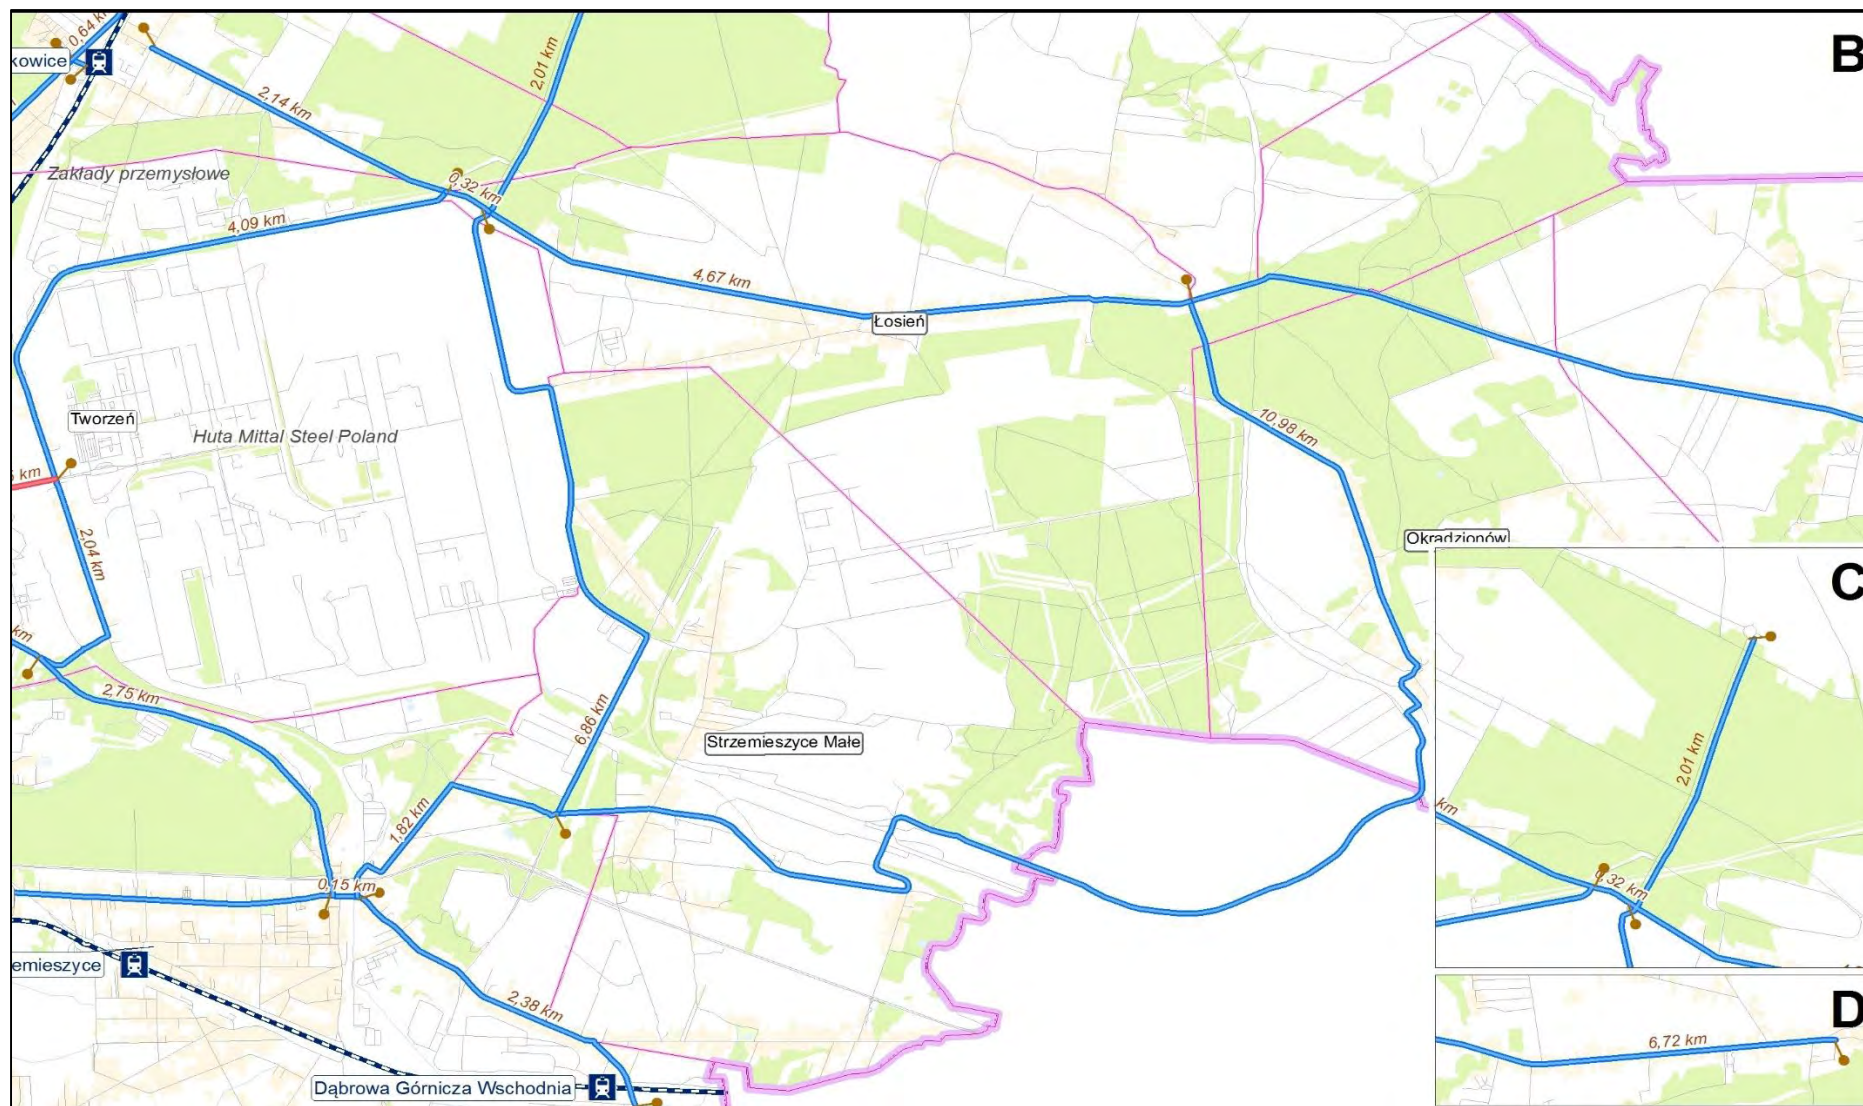 0,64 km
B
kowice
2,01 km
2,14 km
Zakłady przemysłowe
0,32 km
4,09 km
4,67 km
Łosień
Tworzeń
Huta Mittal Steel Poland
10,98 km
km
2,04 km
Okradzionów
C
km
2,75 km
6,86 km
Strzemieszyce Małe
2,01 km
km
1,82 km
0,15 km
0,32 km
emieszyce
2,38 km
D
6,72 km
Dąbrowa Górnicza Wschodnia